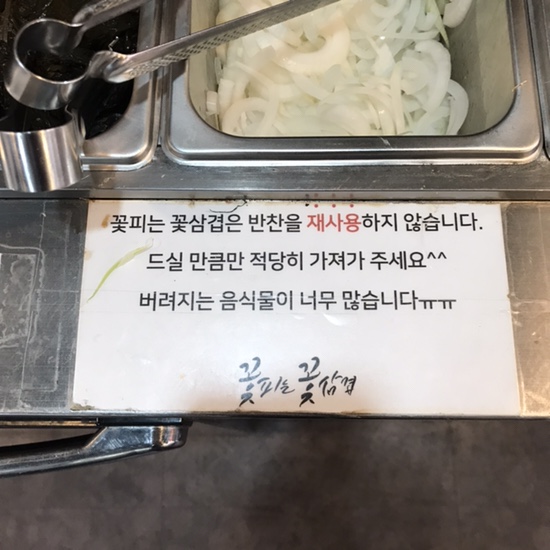 꽃피는 꽃삼겹은 반찬을 재사용하지 않습니다.
드실 만큼만 적당히 가져가 주세요^^
버려지는 음식물이 너무 많습니다ㅠㅠ
꽃피는 꽃삼겹